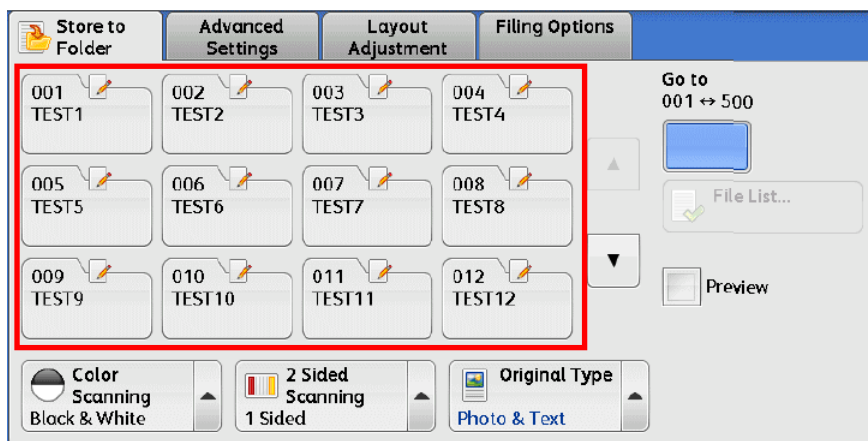 Store to
Folder
Advanced
Settings
Layout
Adjustment
Filing Options
001
TEST1
002
TEST2
003
TEST3
004
TEST4
005
TEST5
006
TEST6
007
TEST7
008
TEST8
009
TEST9
010
TEST10
011
TEST11
012
TEST12
Go to
001 ↔ 500
File List...
Preview
Color
Scanning
Black & White
2 Sided
Scanning
1 Sided
Original Type
Photo & Text